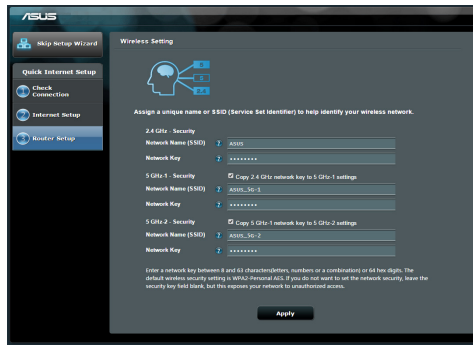 ASUS
Skip Setup Wizard
Quick Internet Setup
1 Check Connection
2 Internet Setup
3 Router Setup
Wireless Setting
5
5
2.4
Assign a unique name or SSID (Service Set Identifier) to help identify your wireless network.
2.4 GHz - Security
Network Name (SSID) ? ASUS
Network Key ? ••••••••
5 GHz-1 - Security Copy 2.4 GHz network key to 5 GHz-1 settings
Network Name (SSID) ? ASUS_5G-1
Network Key ? ••••••••
5 GHz-2 - Security Copy 5 GHz-1 network key to 5 GHz-2 settings
Network Name (SSID) ? ASUS_5G-2
Network Key ? ••••••••
Enter a network key between 8 and 63 characters(letters, numbers or a combination) or 64 hex digits. The
default wireless security setting is WPA2-Personal AES. If you do not want to set the network security, leave the
security key field blank, but this exposes your network to unauthorized access.
Apply